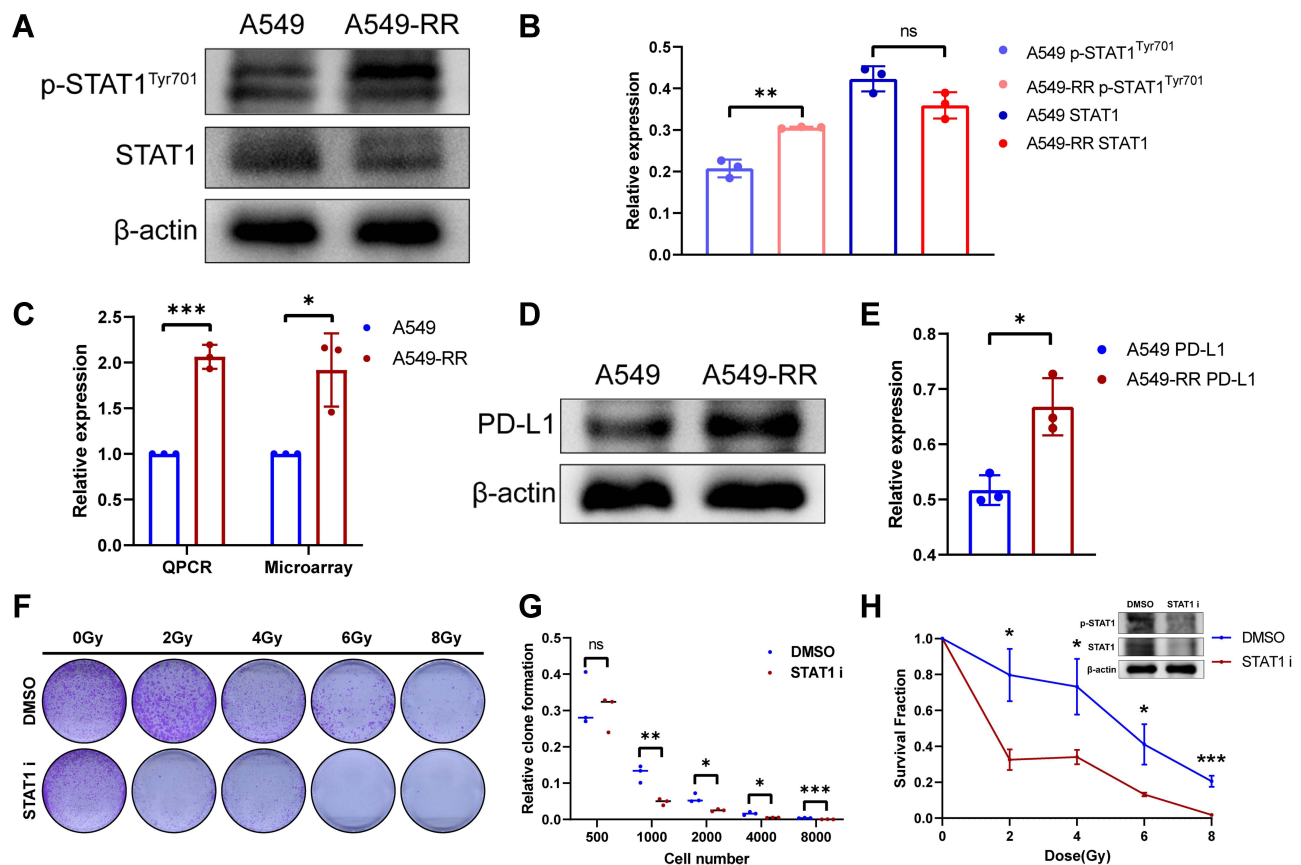 A
A549 A549-RR
p-STAT1Tyr701
STAT1
β-actin
B
Relative expression
0.5
0.4
0.3
0.2
0.1
0.0
**
ns
A549 p-STAT1Tyr701
A549-RR p-STAT1Tyr701
A549 STAT1
A549-RR STAT1
C
Relative expression
2.5
2.0
1.5
1.0
0.5
0.0
***
*
QPCR Microarray
A549
A549-RR
D
A549 A549-RR
PD-L1
β-actin
E
Relative expression
0.8
0.7
0.6
0.5
0.4
*
A549 PD-L1
A549-RR PD-L1
F
0Gy 2Gy 4Gy 6Gy 8Gy
DMSO
STAT1 i
G
Relative clone formation
0.5
0.4
0.3
0.2
0.1
0.0
ns
**
*
*
***
500 1000 2000 4000 8000
Cell number
DMSO
STAT1 i
H
Survival Fraction
1.0
0.8
0.6
0.4
0.2
0.0
*
*
*
***
0 2 4 6 8
Dose(Gy)
DMSO STAT1 i
p-STAT1
STAT1
β-actin
DMSO
STAT1 i